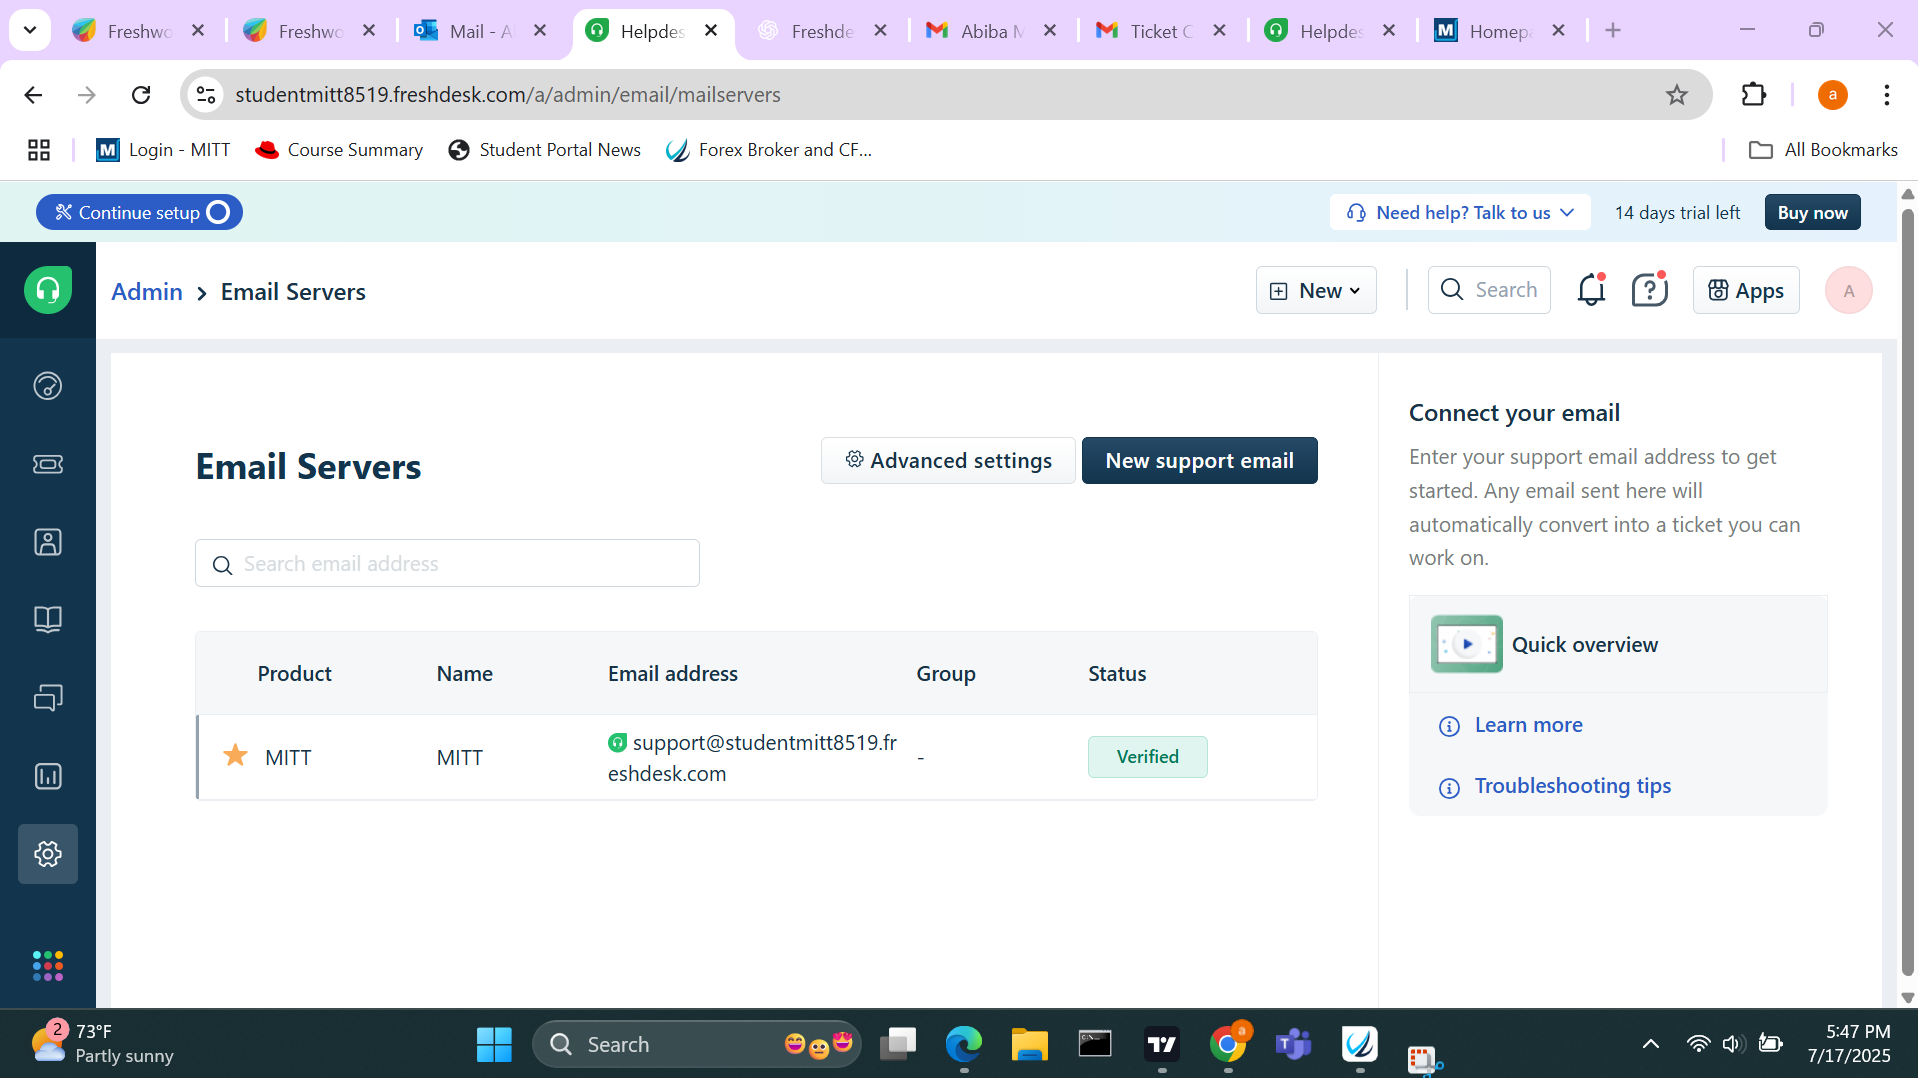 Freshwo
Freshwo
Mail - A
Helpdes
Freshde
Abiba M
Ticket C
Helpdes
Homepa
studentmitt8519.freshdesk.com/a/admin/email/mailservers
a
Login - MITT
Course Summary
Student Portal News
Forex Broker and CF...
All Bookmarks
Continue setup
Need help? Talk to us
14 days trial left
Buy now
Admin > Email Servers
New
Search
Apps
A
Email Servers
Advanced settings
New support email
Search email address
Product Name Email address Group Status
MITT MITT support@studentmitt8519.fr
eshdesk.com
-
Verified
Connect your email
Enter your support email address to get
started. Any email sent here will
automatically convert into a ticket you can
work on.
Quick overview
Learn more
Troubleshooting tips
2
73°F
Partly sunny
Search
a
5:47 PM
7/17/2025